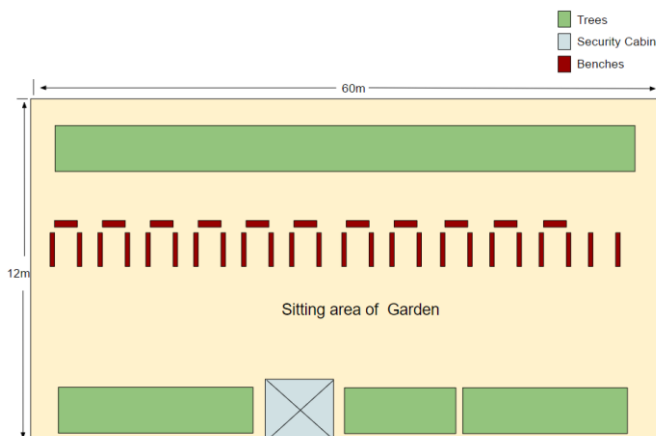 Trees
Security Cabin
Benches
60m
12m
Sitting area of Garden